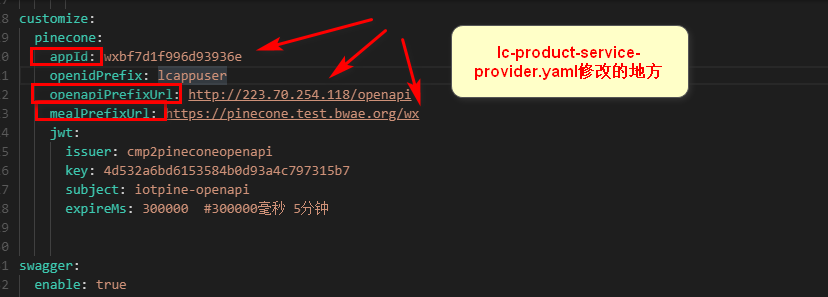 8 customize:
9 pinecone:
0 appId: wxbf7d1f996d93936e
1 openidPrefix: lcappuser
2 openapiPrefixUrl: http://223.70.254.118/openapi
3 mealPrefixUrl: https://pinecone.test.bwae.org/wx
4 jwt:
5 issuer: cmp2pineconeopenapi
6 key: 4d532a6bd6153584b0d93a4c797315b7
7 subject: iotpine-openapi
8 expireMs: 300000 #300000毫秒 5分钟
9
0
1 swagger:
2 enable: true
lc-product-service-
provider.yaml修改的地方